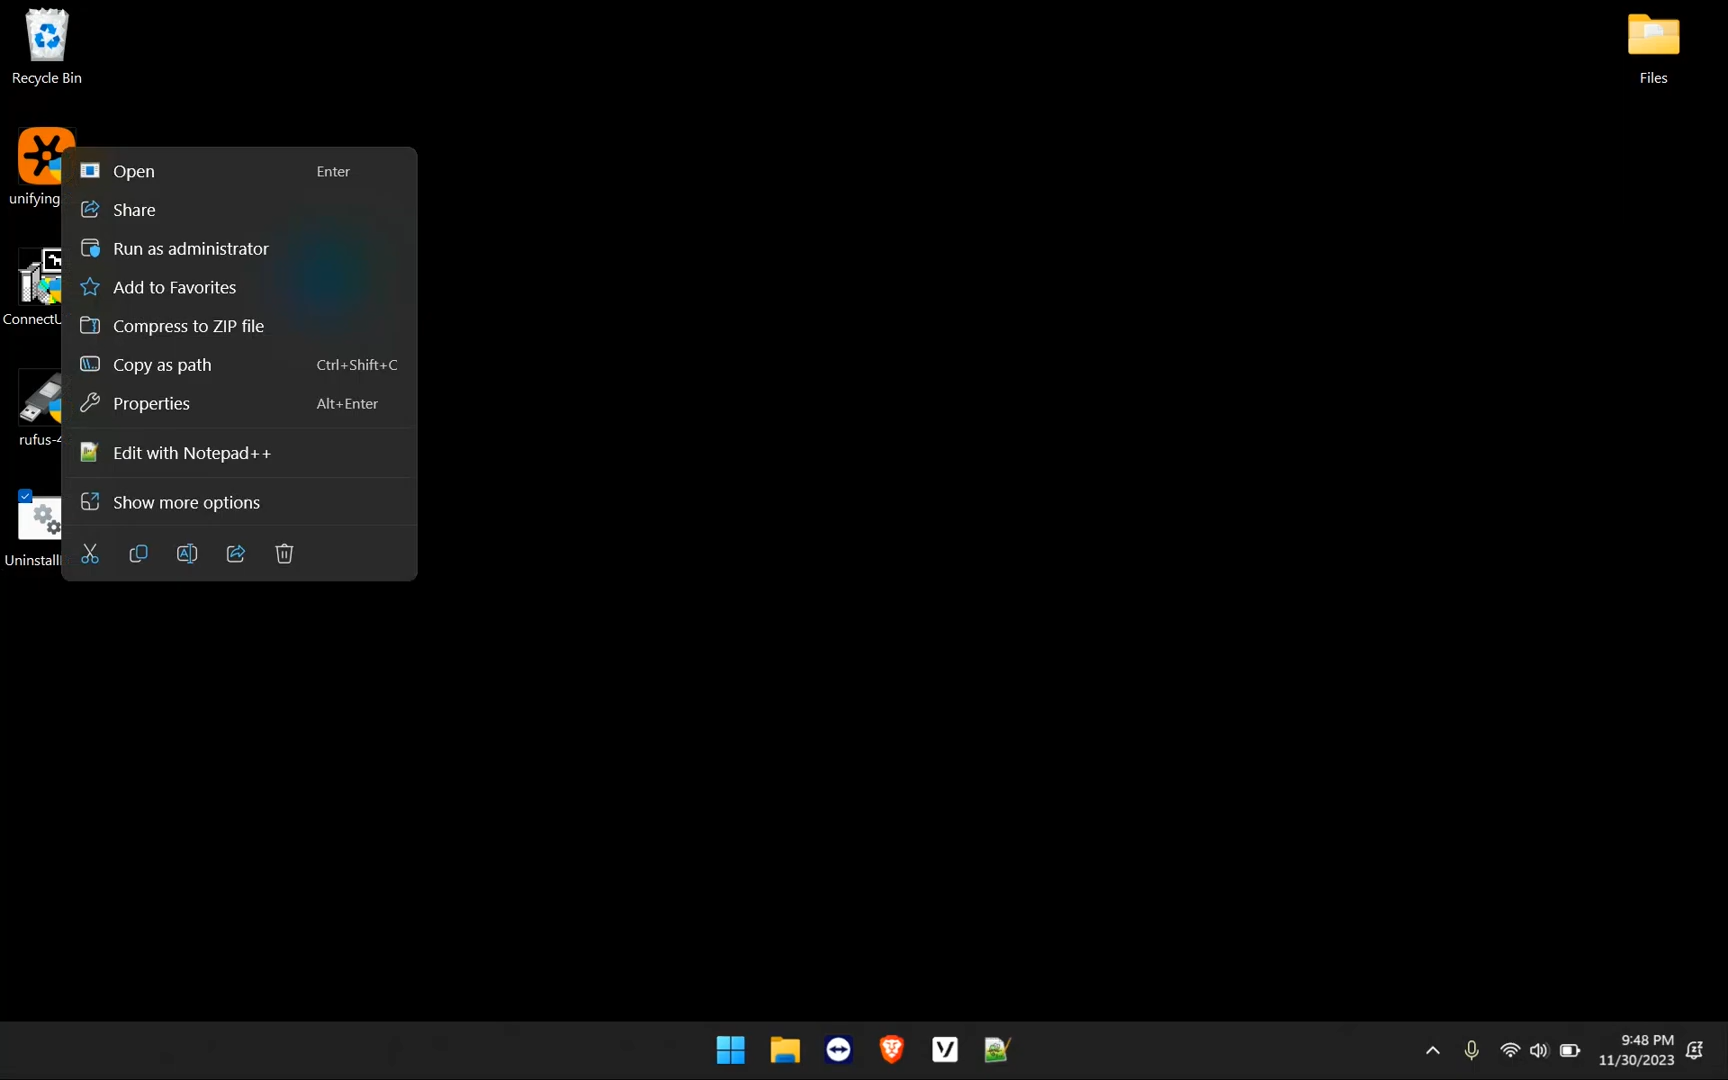 Recycle Bin
Files
unifying
ConnectU
rufus-4
Uninstall
Open Enter
Share
Run as administrator
Add to Favorites
Compress to ZIP file
Copy as path Ctrl+Shift+C
Properties Alt+Enter
Edit with Notepad++
Show more options
9:48 PM
11/30/2023